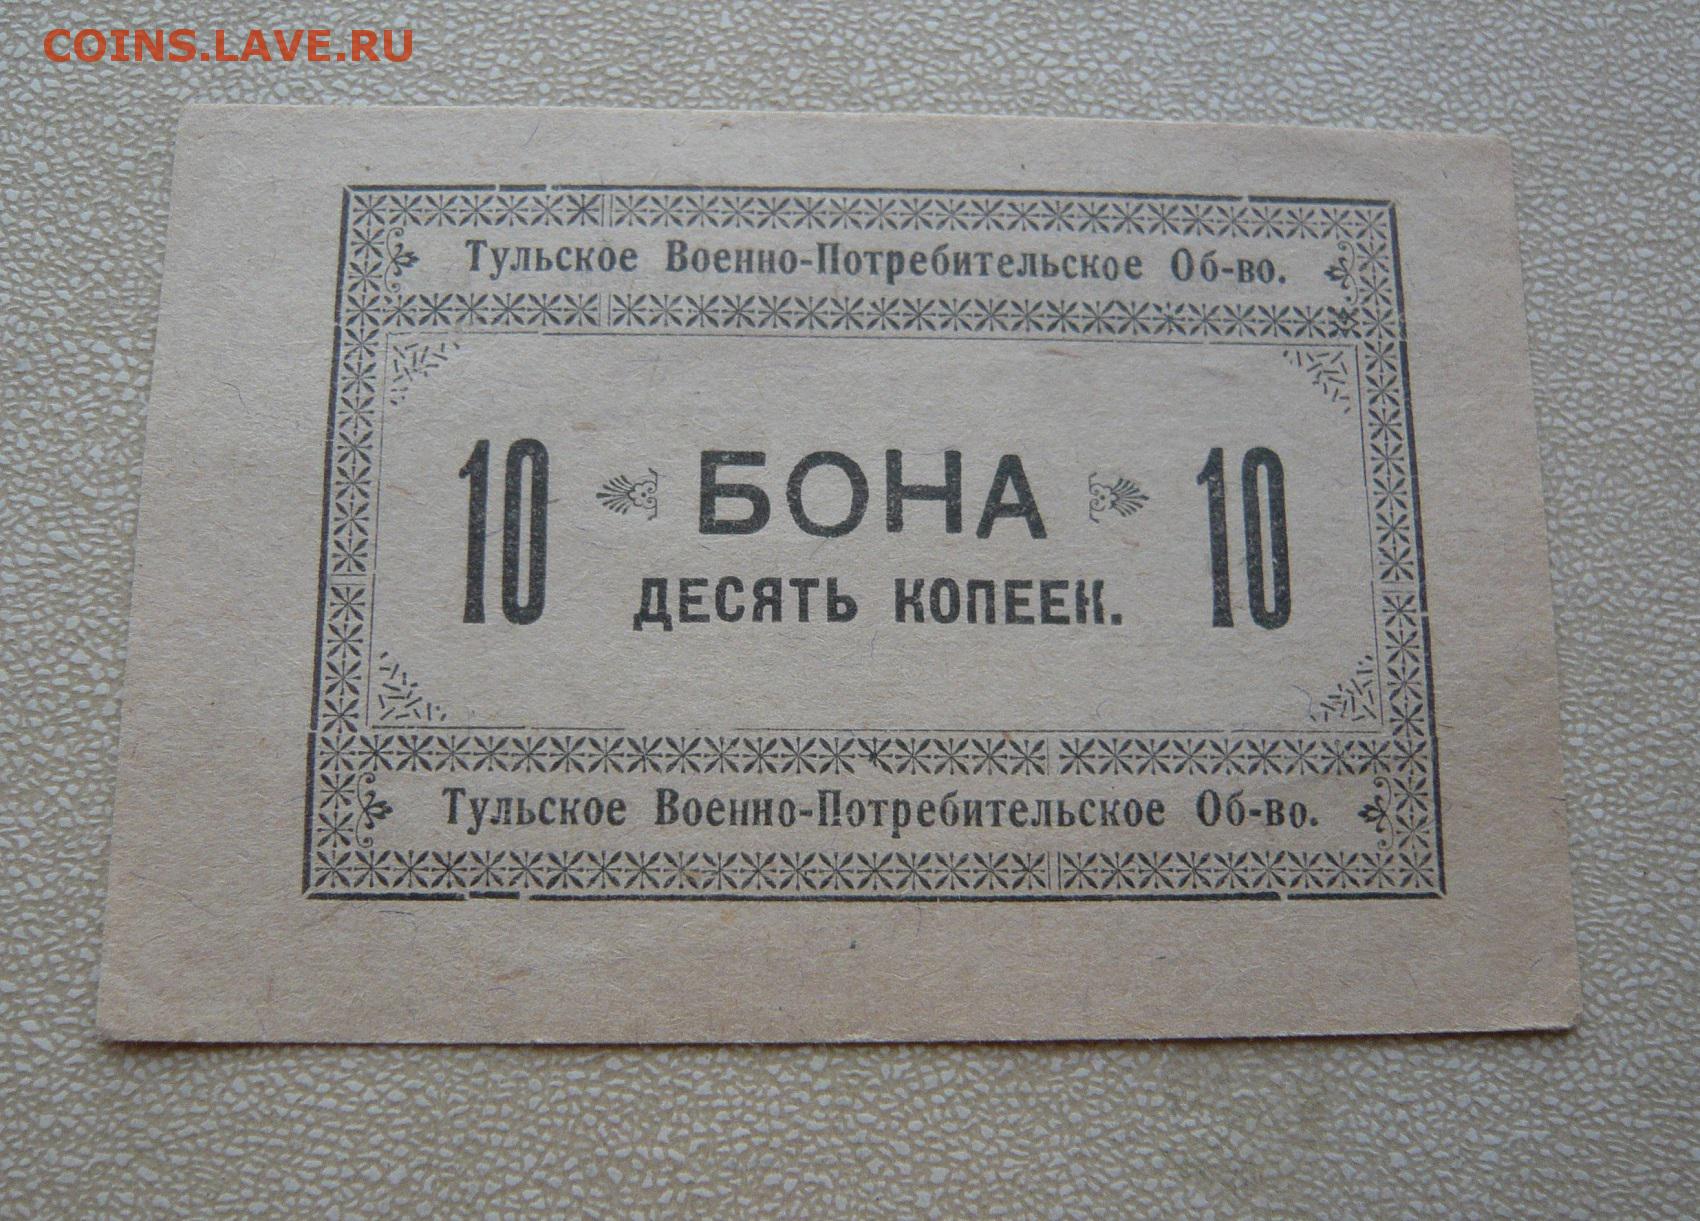 COINS.LAVE.RU
Тульское Военно-Потребительское Об-во.
10 БОНА 10
ДЕСЯТЬ КОПЕЕК.
Тульское Военно-Потребительское Об-во.